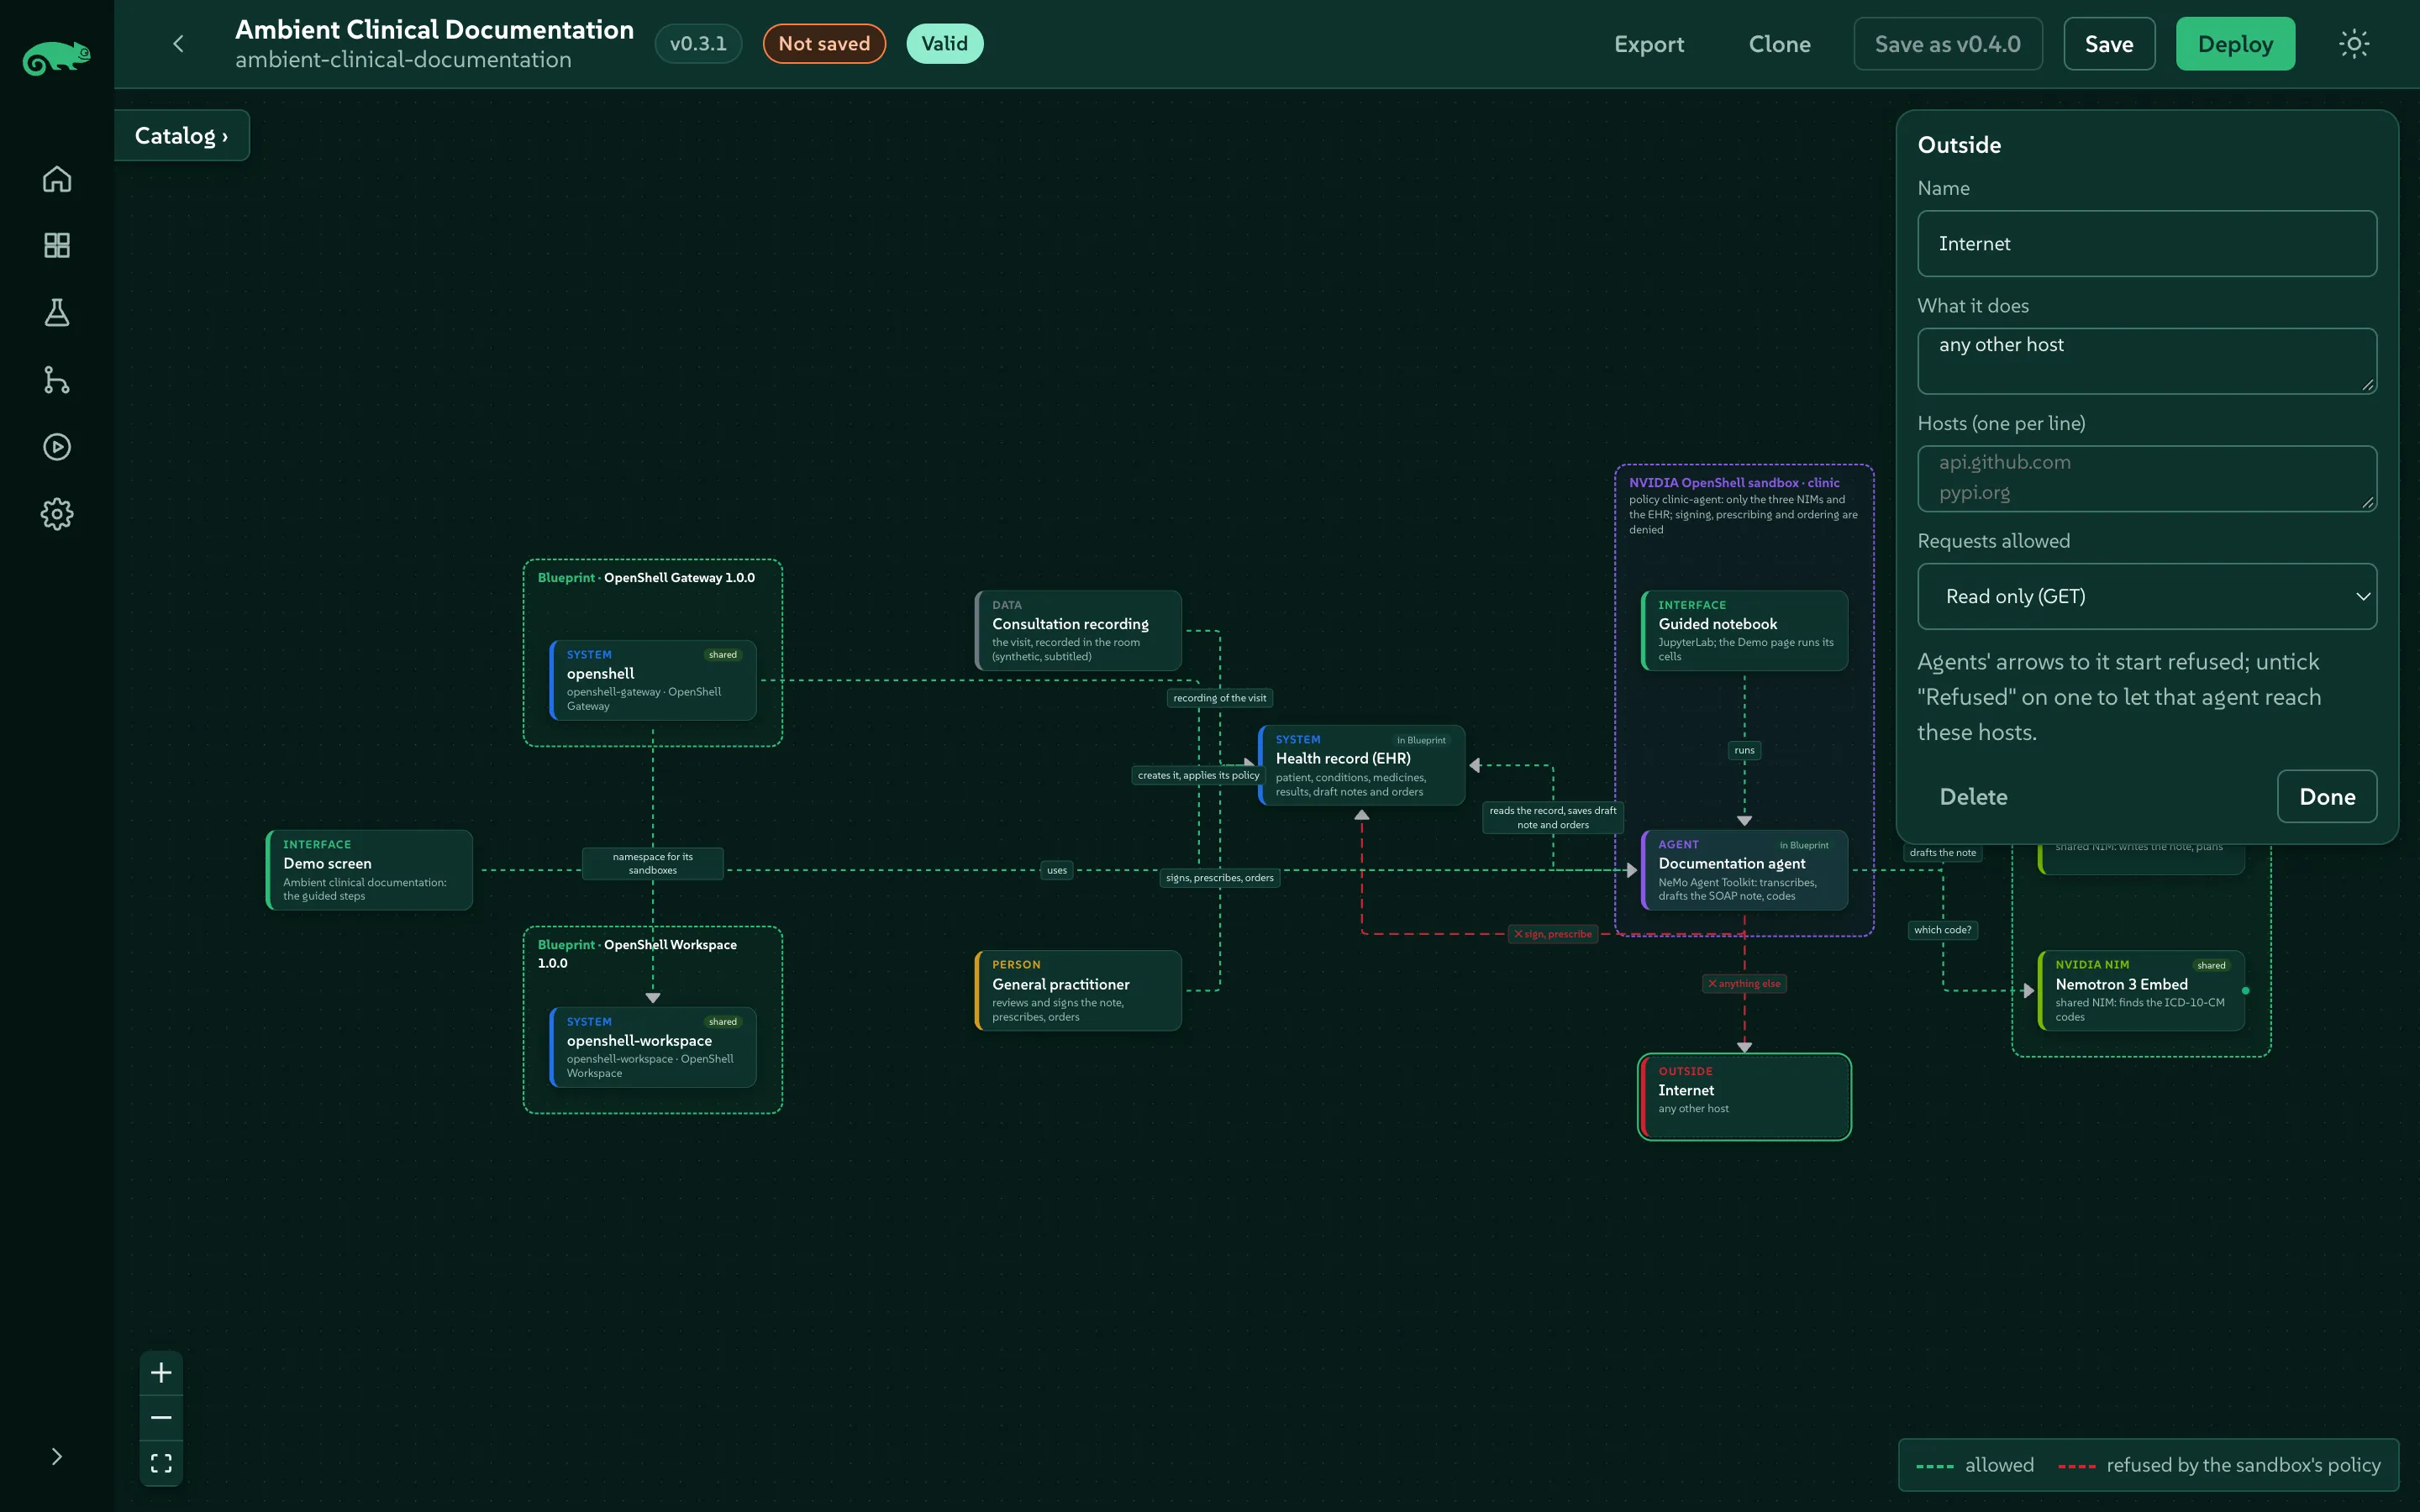 Ambient Clinical Documentation
ambient-clinical-documentation
v0.3.1
Not saved
Valid
Export
Clone
Save as v0.4.0
Save
Deploy
Catalog ›
Outside
Name
Internet
What it does
any other host
Hosts (one per line)
api.github.com
pypi.org
Requests allowed
Read only (GET)
Agents' arrows to it start refused; untick
"Refused" on one to let that agent reach
these hosts.
Delete
Done
NVIDIA OpenShell sandbox · clinic
policy clinic-agent: only the three NIMs and
the EHR; signing, prescribing and ordering are
denied
Blueprint · OpenShell Gateway 1.0.0
SYSTEM
shared
openshell
openshell-gateway · OpenShell
Gateway
DATA
Consultation recording
the visit, recorded in the room
(synthetic, subtitled)
INTERFACE
Guided notebook
JupyterLab; the Demo page runs its
cells
recording of the visit
runs
SYSTEM
in Blueprint
Health record (EHR)
patient, conditions, medicines,
results, draft notes and orders
creates it, applies its policy
reads the record, saves draft
note and orders
INTERFACE
Demo screen
Ambient clinical documentation:
the guided steps
namespace for its
sandboxes
uses
signs, prescribes, orders
AGENT
in Blueprint
Documentation agent
NeMo Agent Toolkit: transcribes,
drafts the SOAP note, codes
drafts the note
shared NIM: writes the note, plans
which code?
✕ sign, prescribe
✕ anything else
Blueprint · OpenShell Workspace
1.0.0
SYSTEM
shared
openshell-workspace
openshell-workspace · OpenShell
Workspace
PERSON
General practitioner
reviews and signs the note,
prescribes, orders
NVIDIA NIM
shared
Nemotron 3 Embed
shared NIM: finds the ICD-10-CM
codes
OUTSIDE
Internet
any other host
allowed
refused by the sandbox's policy